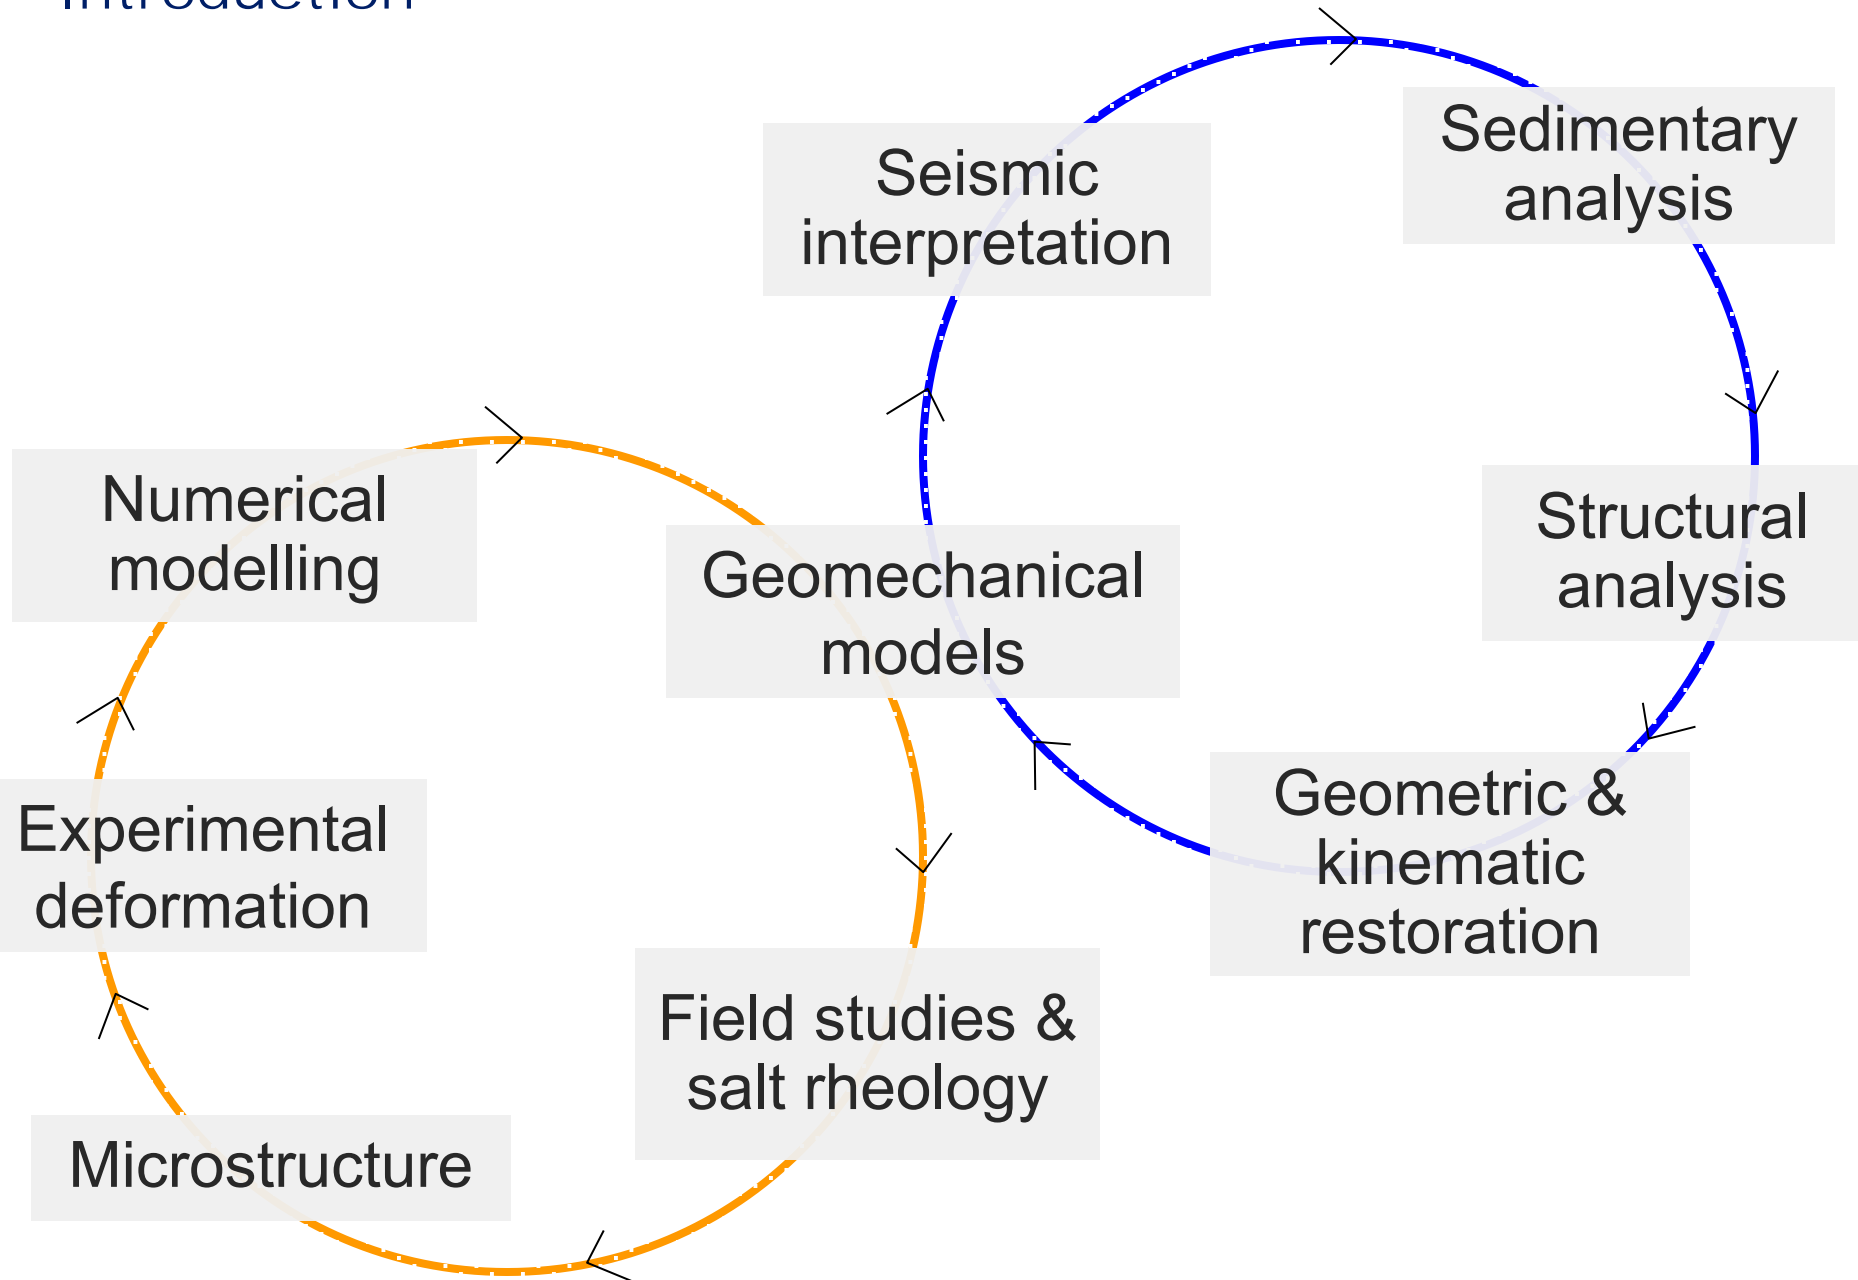 Introduction
Sedimentary
analysis
Seismic
interpretation
Numerical
modelling
Geomechanical
models
Structural
analysis
Experimental
deformation
Geometric &
kinematic
restoration
Field studies &
salt rheology
Microstructure